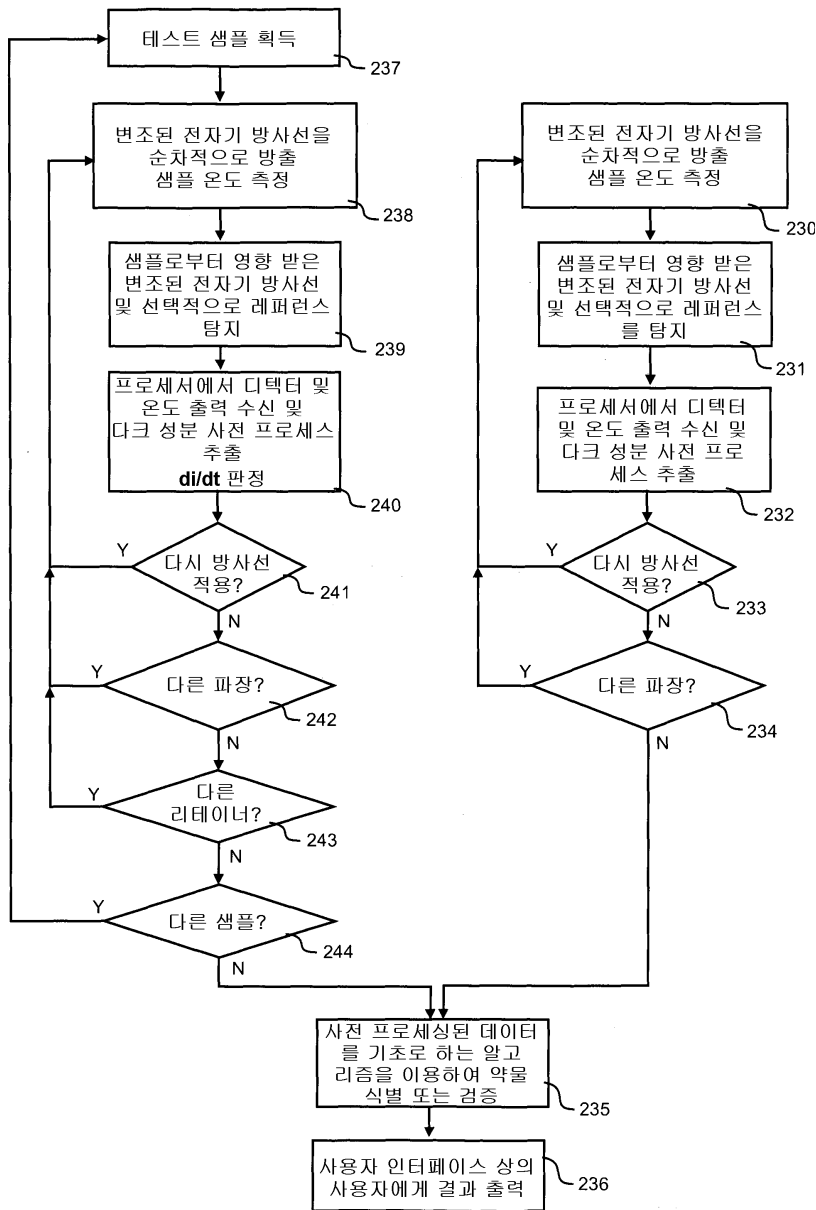 테스트 샘플 획득
237
변조된 전자기 방사선을
순차적으로 방출
샘플 온도 측정
238
샘플로부터 영향 받은
변조된 전자기 방사선
및 선택적으로 레퍼런스
탐지
239
프로세서에서 디텍터 및
온도 출력 수신 및
다크 성분 사전 프로세스
추출
di/dt 판정
240
다시 방사선
적용?
241
Y
N
다른 파장?
242
Y
N
다른
리테이너?
243
Y
N
다른 샘플?
244
Y
N
변조된 전자기 방사선을
순차적으로 방출
샘플 온도 측정
230
샘플로부터 영향 받은
변조된 전자기 방사선
및 선택적으로 레퍼런스
를 탐지
231
프로세서에서 디텍터
및 온도 출력 수신 및
다크 성분 사전 프로
세스 추출
232
다시 방사선
적용?
233
Y
N
다른 파장?
234
Y
N
사전 프로세싱된 데이터
를 기초로 하는 알고
리즘을 이용하여 약물
식별 또는 검증
235
사용자 인터페이스 상의
사용자에게 결과 출력
236